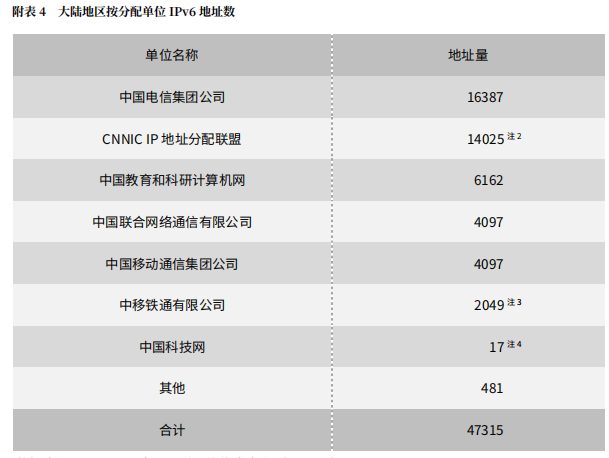 附表 4 大陆地区按分配单位 IPv6 地址数
单位名称 地址量
中国电信集团公司 16387
CNNIC IP 地址分配联盟 14025 注 2
中国教育和科研计算机网 6162
中国联合网络通信有限公司 4097
中国移动通信集团公司 4097
中移铁通有限公司 2049 注 3
中国科技网 17 注 4
其他 481
合计 47315